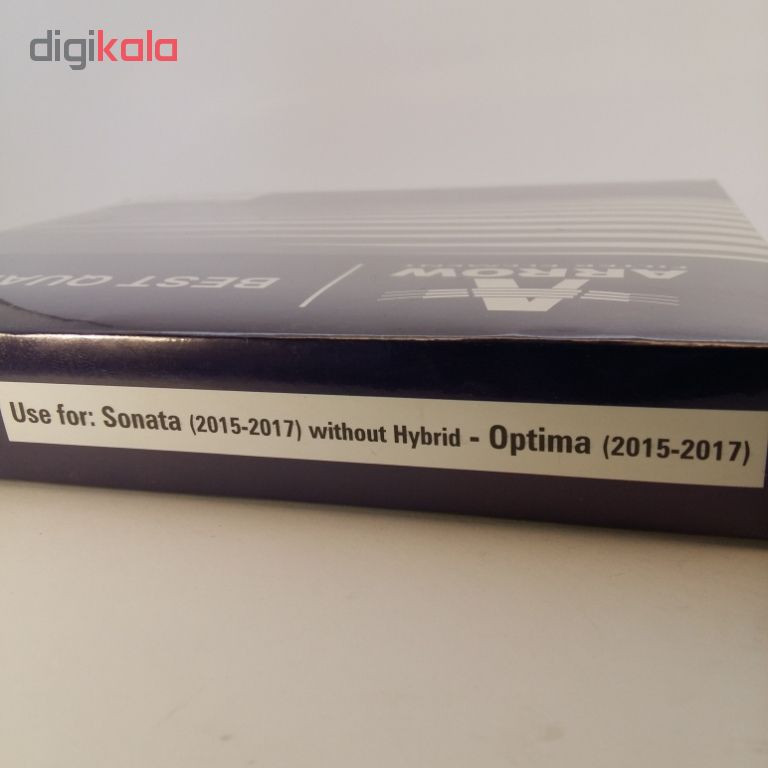 digikala
ARROW
BEST QUA
Use for: Sonata (2015-2017) without Hybrid - Optima (2015-2017)